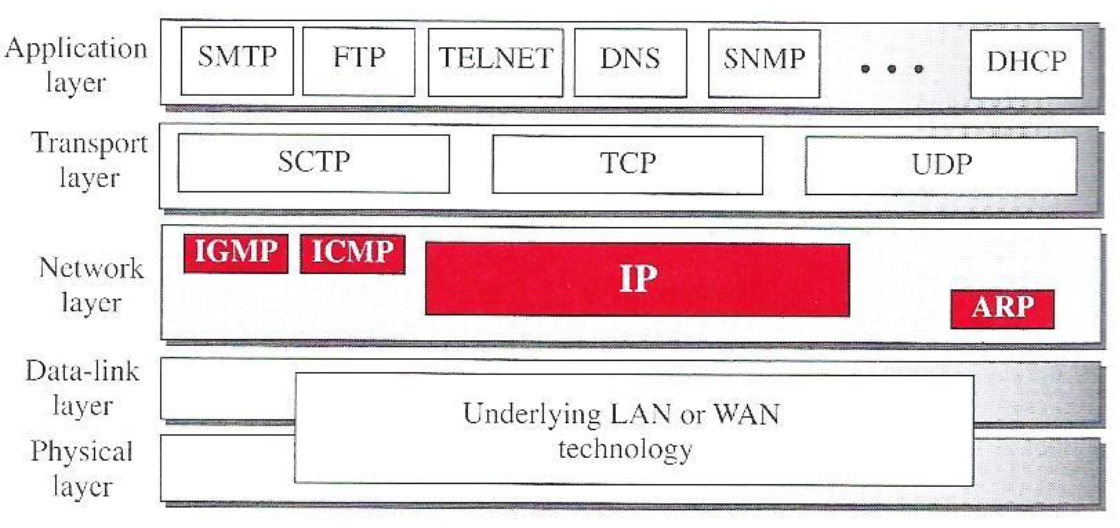 Application
layer
SMTP FTP TELNET DNS SNMP • • • DHCP
Transport
layer
SCTP TCP UDP
Network
layer
IGMP ICMP IP ARP
Data-link
layer
Physical
layer
Underlying LAN or WAN
technology